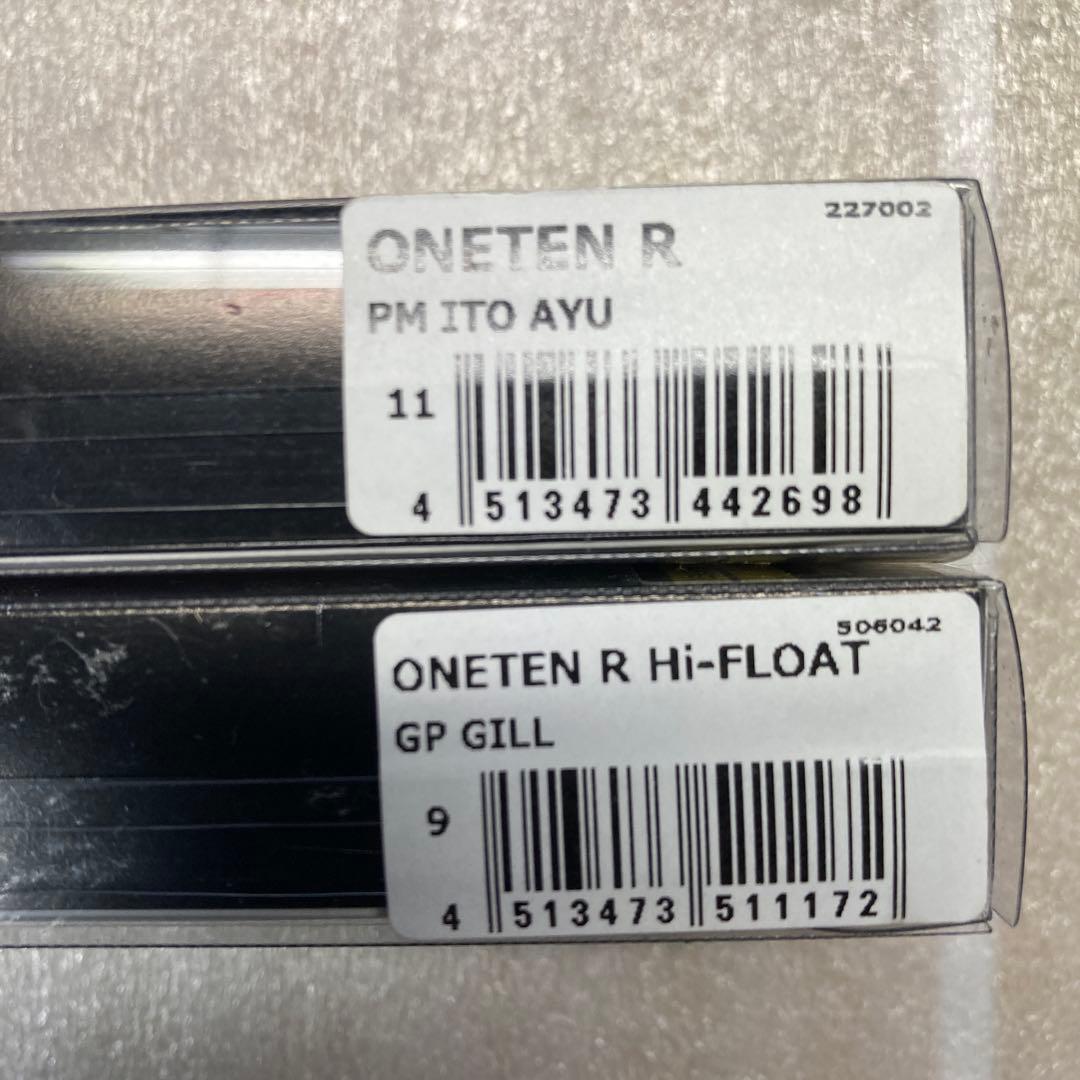 227002
ONETEN R
PM ITO AYU
11
4 513473 442698
506042
ONETEN R Hi-FLOAT
GP GILL
9
4 513473 511172